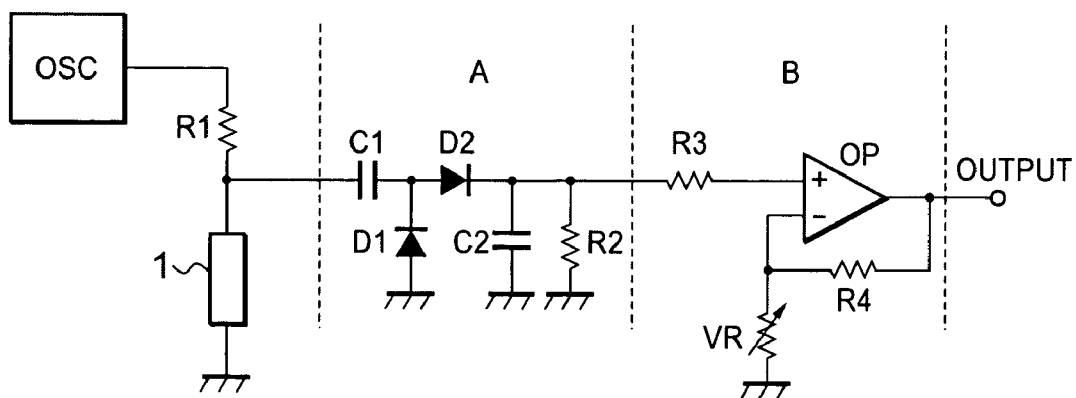 OSC
R1
1
A
C1
D2
D1
C2
R2
B
R3
OP
+
−
R4
VR
OUTPUT